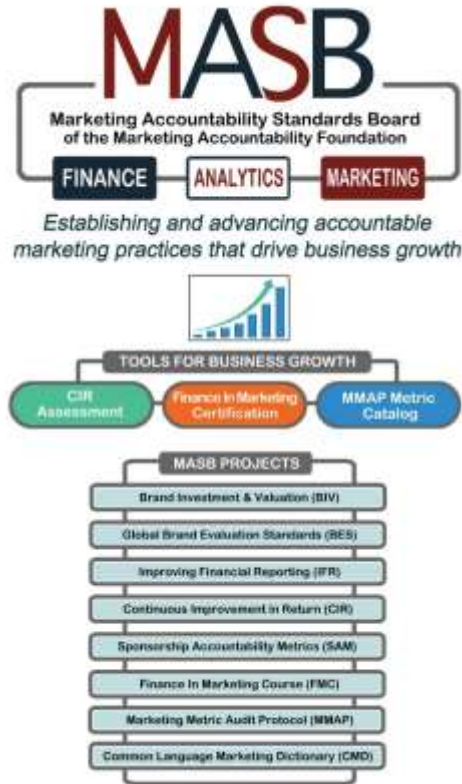 MASB
Marketing Accountability Standards Board
of the Marketing Accountability Foundation
FINANCE
ANALYTICS
MARKETING
Establishing and advancing accountable
marketing practices that drive business growth
TOOLS FOR BUSINESS GROWTH
CIR
Assessment
Finance In Marketing
Certification
MMAP Metric
Catalog
MASB PROJECTS
Brand Investment & Valuation (BIV)
Global Brand Evaluation Standards (BES)
Improving Financial Reporting (IFR)
Continuous Improvement in Return (CIR)
Sponsorship Accountability Metrics (SAM)
Finance In Marketing Course (FMC)
Marketing Metric Audit Protocol (MMAP)
Common Language Marketing Dictionary (CMD)